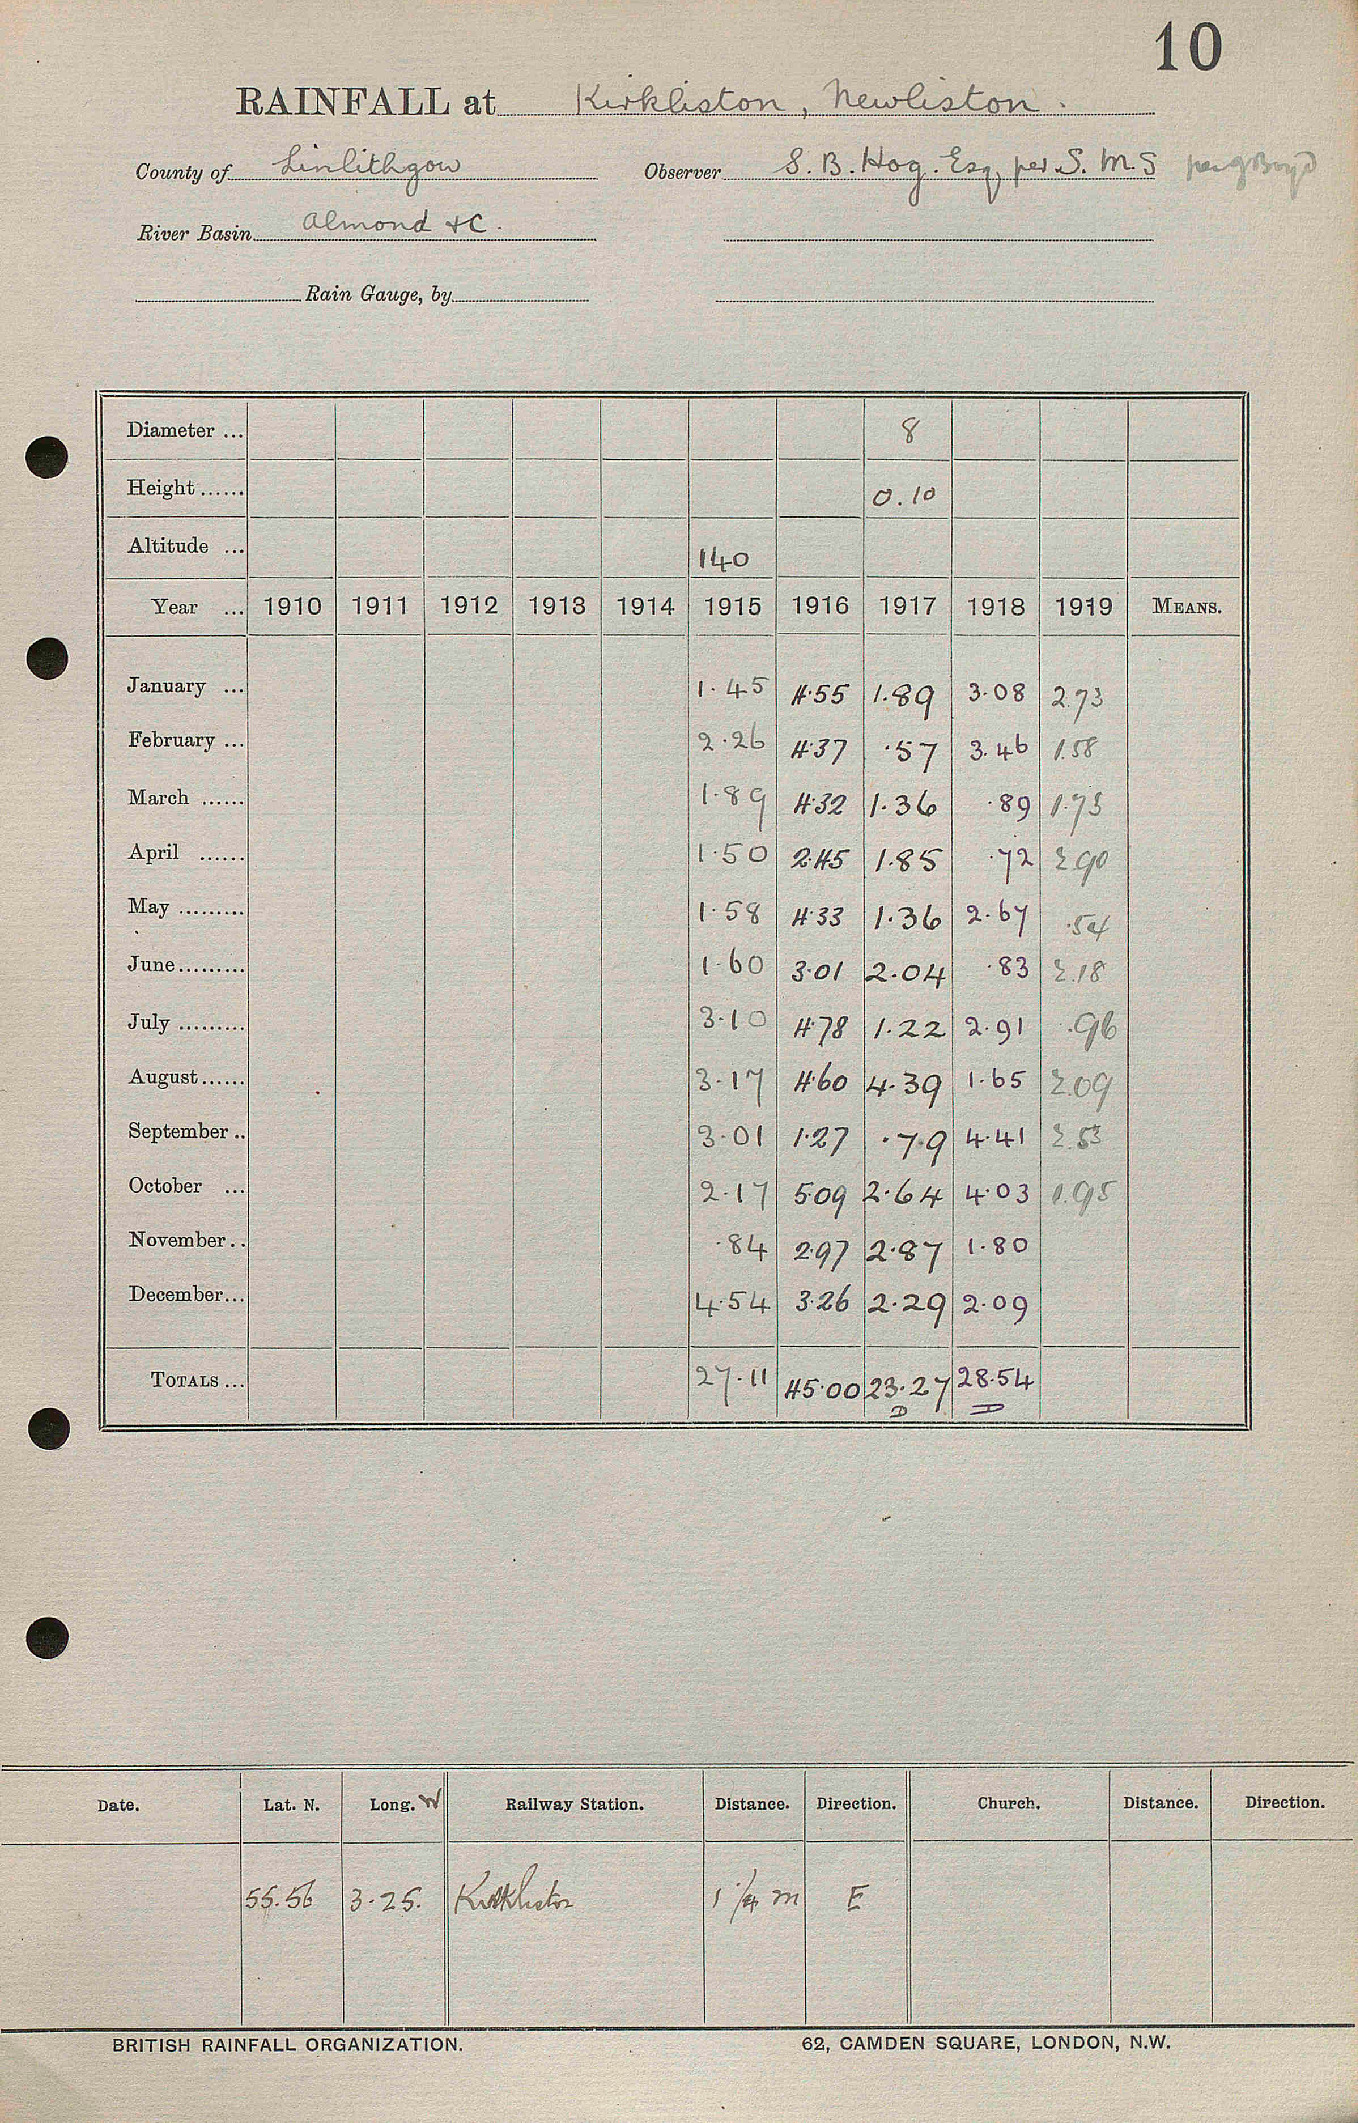 10
RAINFALL at Kirkliston, Newliston.
County of Linlithgow Observer S. B. Hog. Esq, per S. M. S per J Boyd
River Basin Almond &C.
Rain Gauge, by
Diameter ... 8
Height ...... 0.10
Altitude ... 140
Year ... 1910 1911 1912 1913 1914 1915 1916 1917 1918 1919 MEANS.
January ... 1.45 4.55 1.89 3.08 2.73
February ... 2.26 4.37 .57 3.46 1.58
March ...... 1.89 4.32 1.36 .89 1.73
April ...... 1.50 2.45 1.85 .72 2.90
May ......... 1.58 4.33 1.36 2.67 .54
June ......... 1.60 3.01 2.04 .83 2.18
July ......... 3.10 4.78 1.22 2.91 .96
August ...... 3.17 4.60 4.39 1.65 2.09
September .. 3.01 1.27 .79 4.41 2.53
October ... 2.17 5.09 2.64 4.03 1.95
November .. .84 2.97 2.87 1.80
December ... 4.54 3.26 2.29 2.09
TOTALS ... 27.11 45.00 23.27 28.54
D D
Date. Lat. N. Long. W Railway Station. Distance. Direction. Church. Distance. Direction.
55.56 3.25. Kirkliston 1 1/4 m E
BRITISH RAINFALL ORGANIZATION. 62, CAMDEN SQUARE, LONDON, N.W.